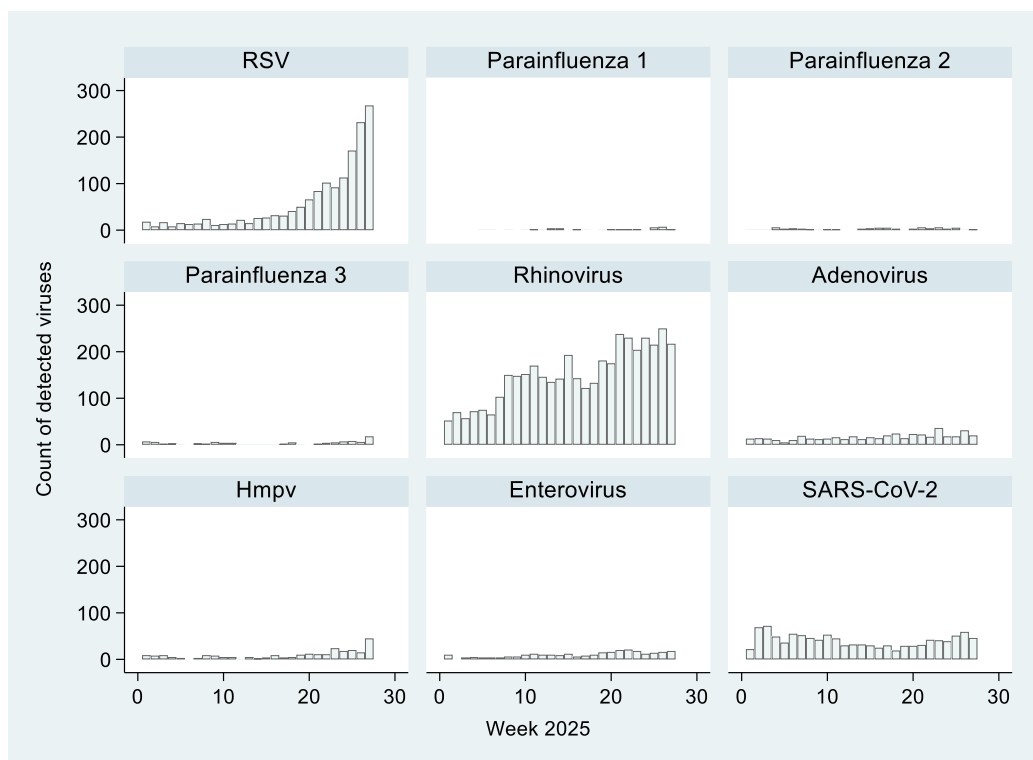 RSV
Parainfluenza 1
Parainfluenza 2
300
200
100
0
Parainfluenza 3
Rhinovirus
Adenovirus
300
200
100
0
Hmpv
Enterovirus
SARS-CoV-2
300
200
100
0
0 10 20 30
0 10 20 30
0 10 20 30
Count of detected viruses
Week 2025